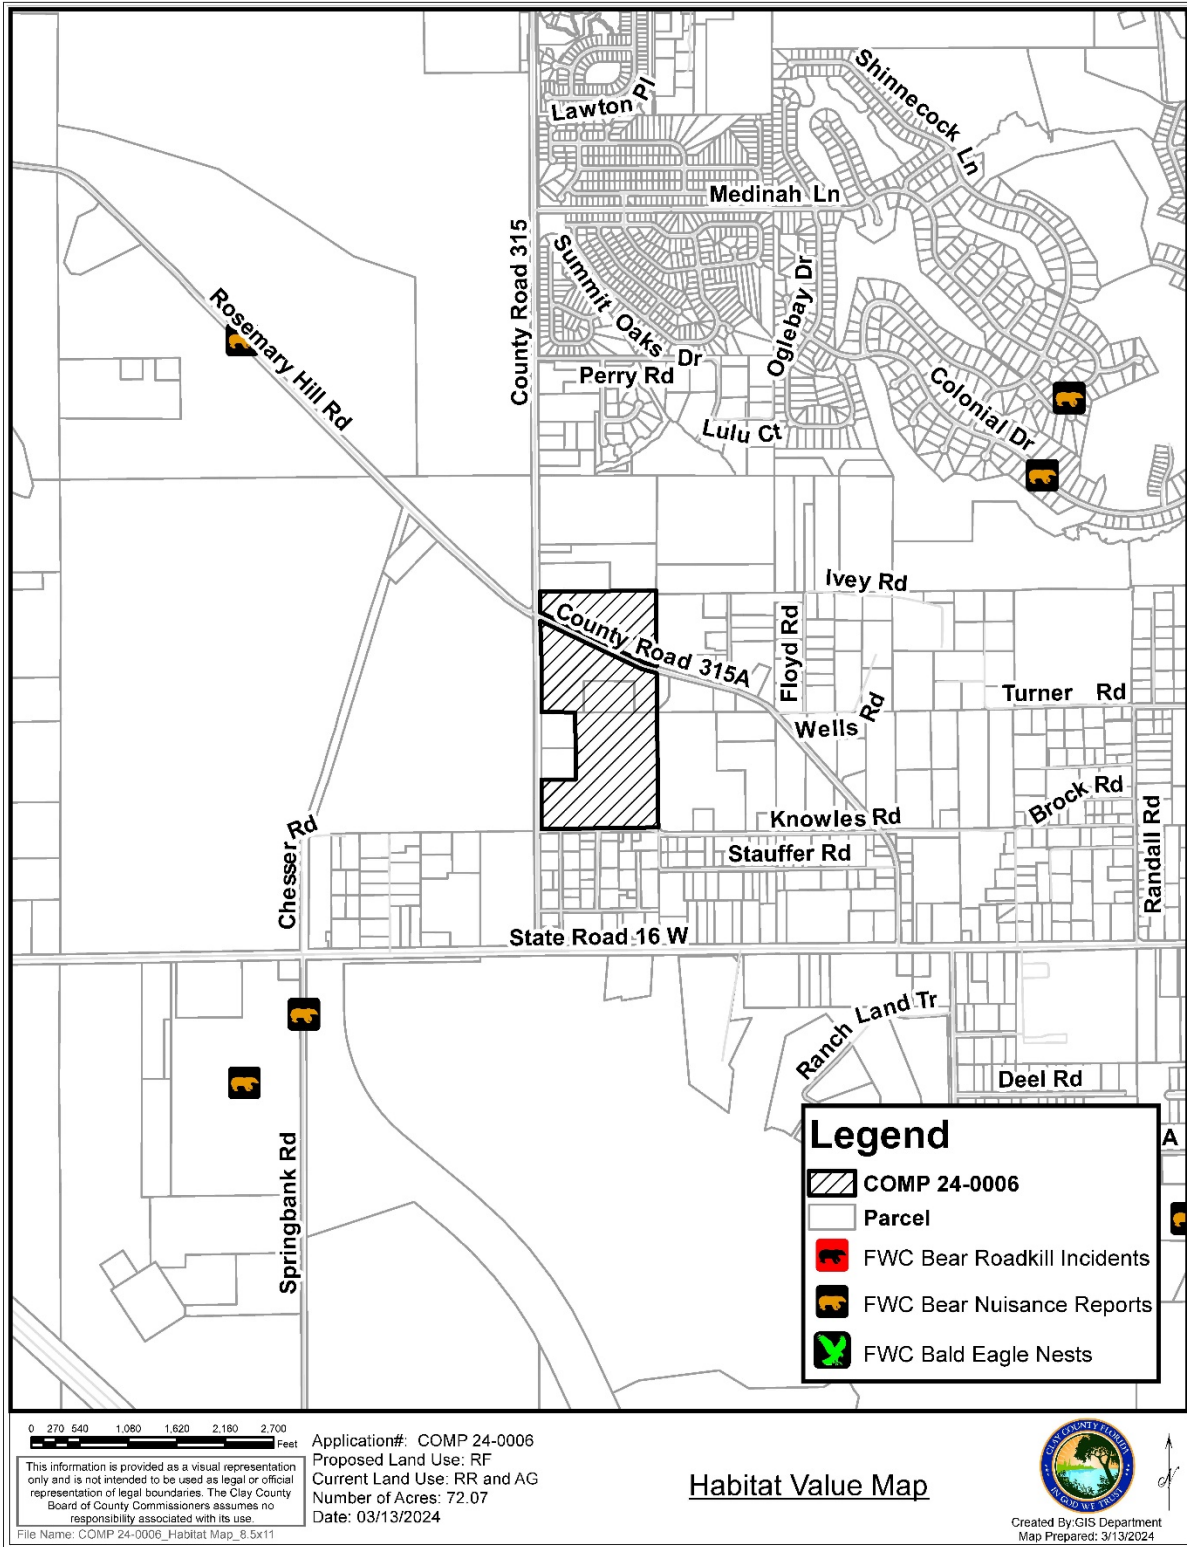 Lawton Pl
Shinnecock Ln
Medinah Ln
County Road 315
Summit Oaks Dr
Oglebay Dr
Rosemary Hill Rd
Perry Rd
Colonial Dr
Lulu Ct
Ivey Rd
County Road 315A
Floyd Rd
Turner Rd
Wells Rd
Brock Rd
Knowles Rd
Randall Rd
Chesser Rd
Stauffer Rd
State Road 16 W
Ranch Land Tr
Deel Rd
Springbank Rd
A
Legend
COMP 24-0006
Parcel
FWC Bear Roadkill Incidents
FWC Bear Nuisance Reports
FWC Bald Eagle Nests
0 270 540 1,080 1,620 2,160 2,700
Feet
This information is provided as a visual representation
only and is not intended to be used as legal or official
representation of legal boundaries. The Clay County
Board of County Commissioners assumes no
responsibility associated with its use.
File Name: COMP 24-0006_Habitat Map_8.5x11
Application#: COMP 24-0006
Proposed Land Use: RF
Current Land Use: RR and AG
Number of Acres: 72.07
Date: 03/13/2024
Habitat Value Map
CLAY COUNTY FLORIDA
IN GOD WE TRUST
N
Created By:GIS Department
Map Prepared: 3/13/2024